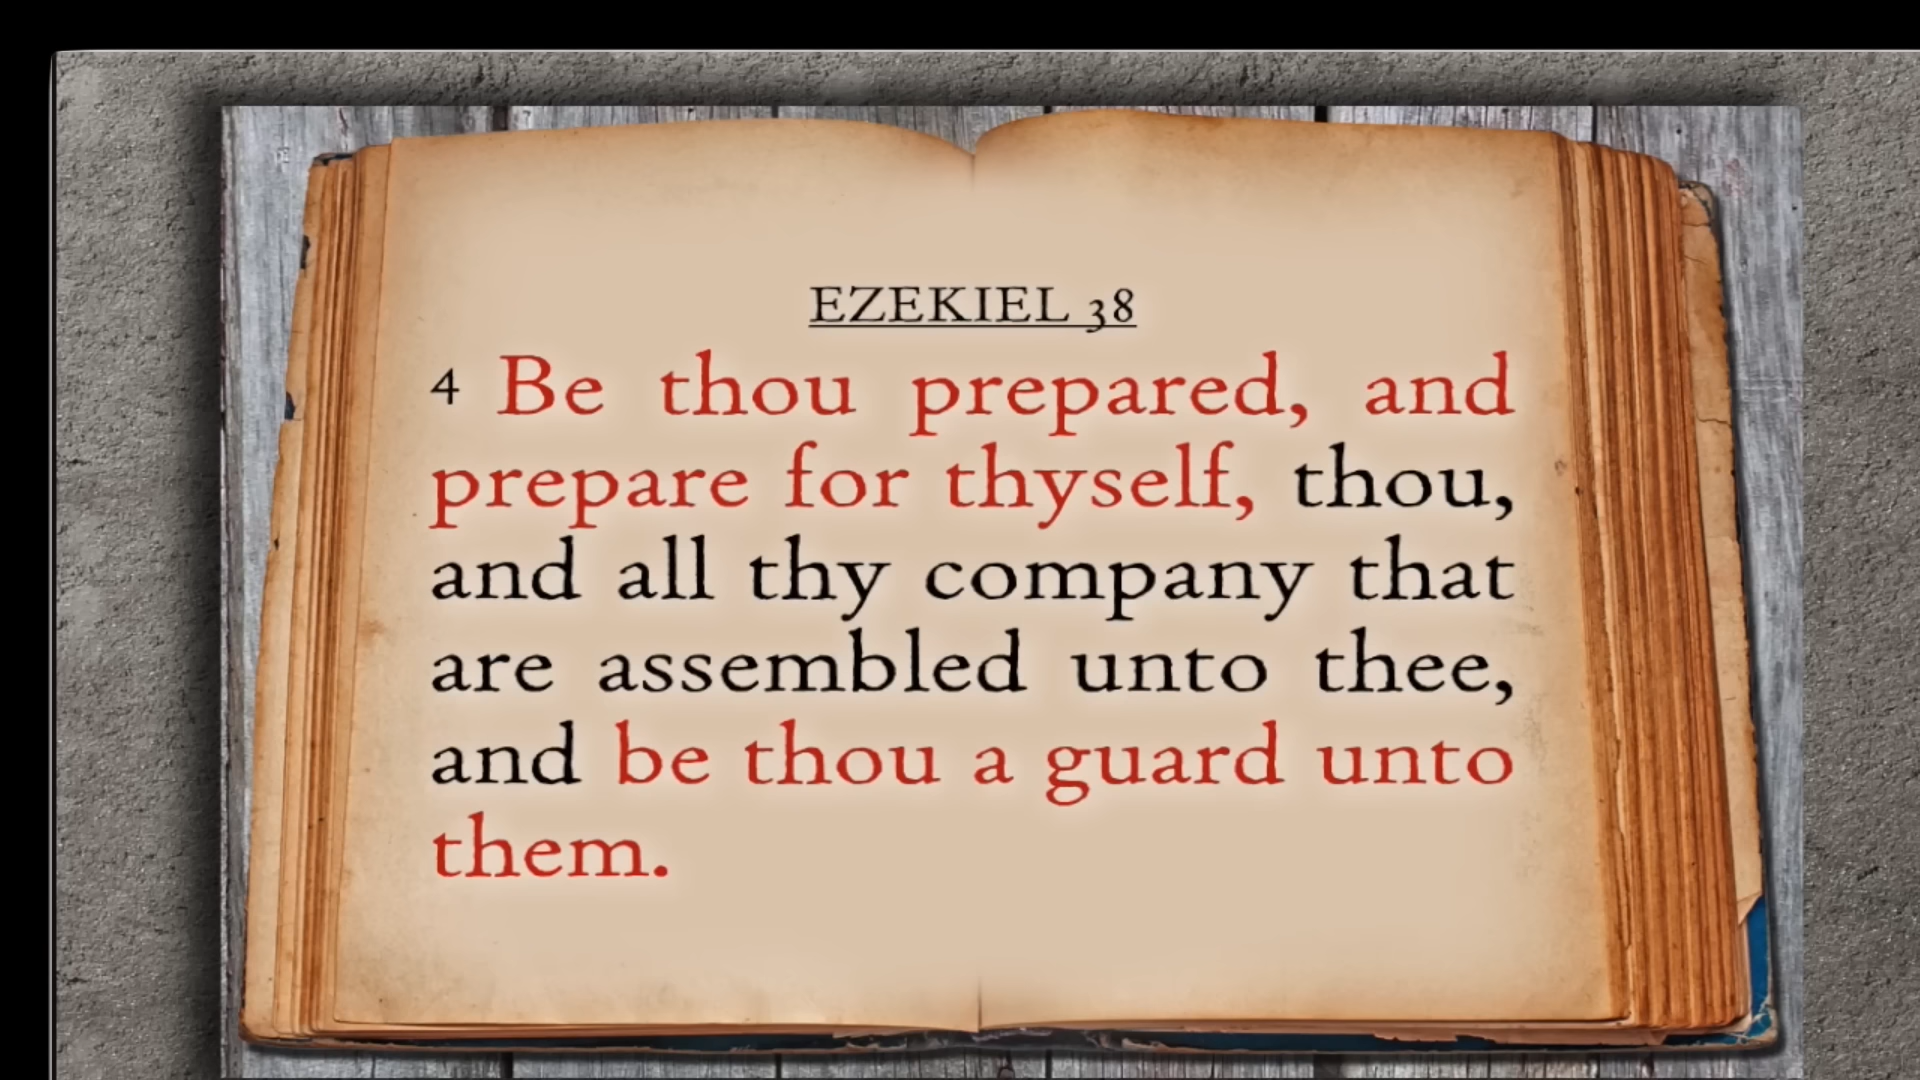 EZEKIEL 38
4 Be thou prepared, and
prepare for thyself, thou,
and all thy company that
are assembled unto thee,
and be thou a guard unto
them.